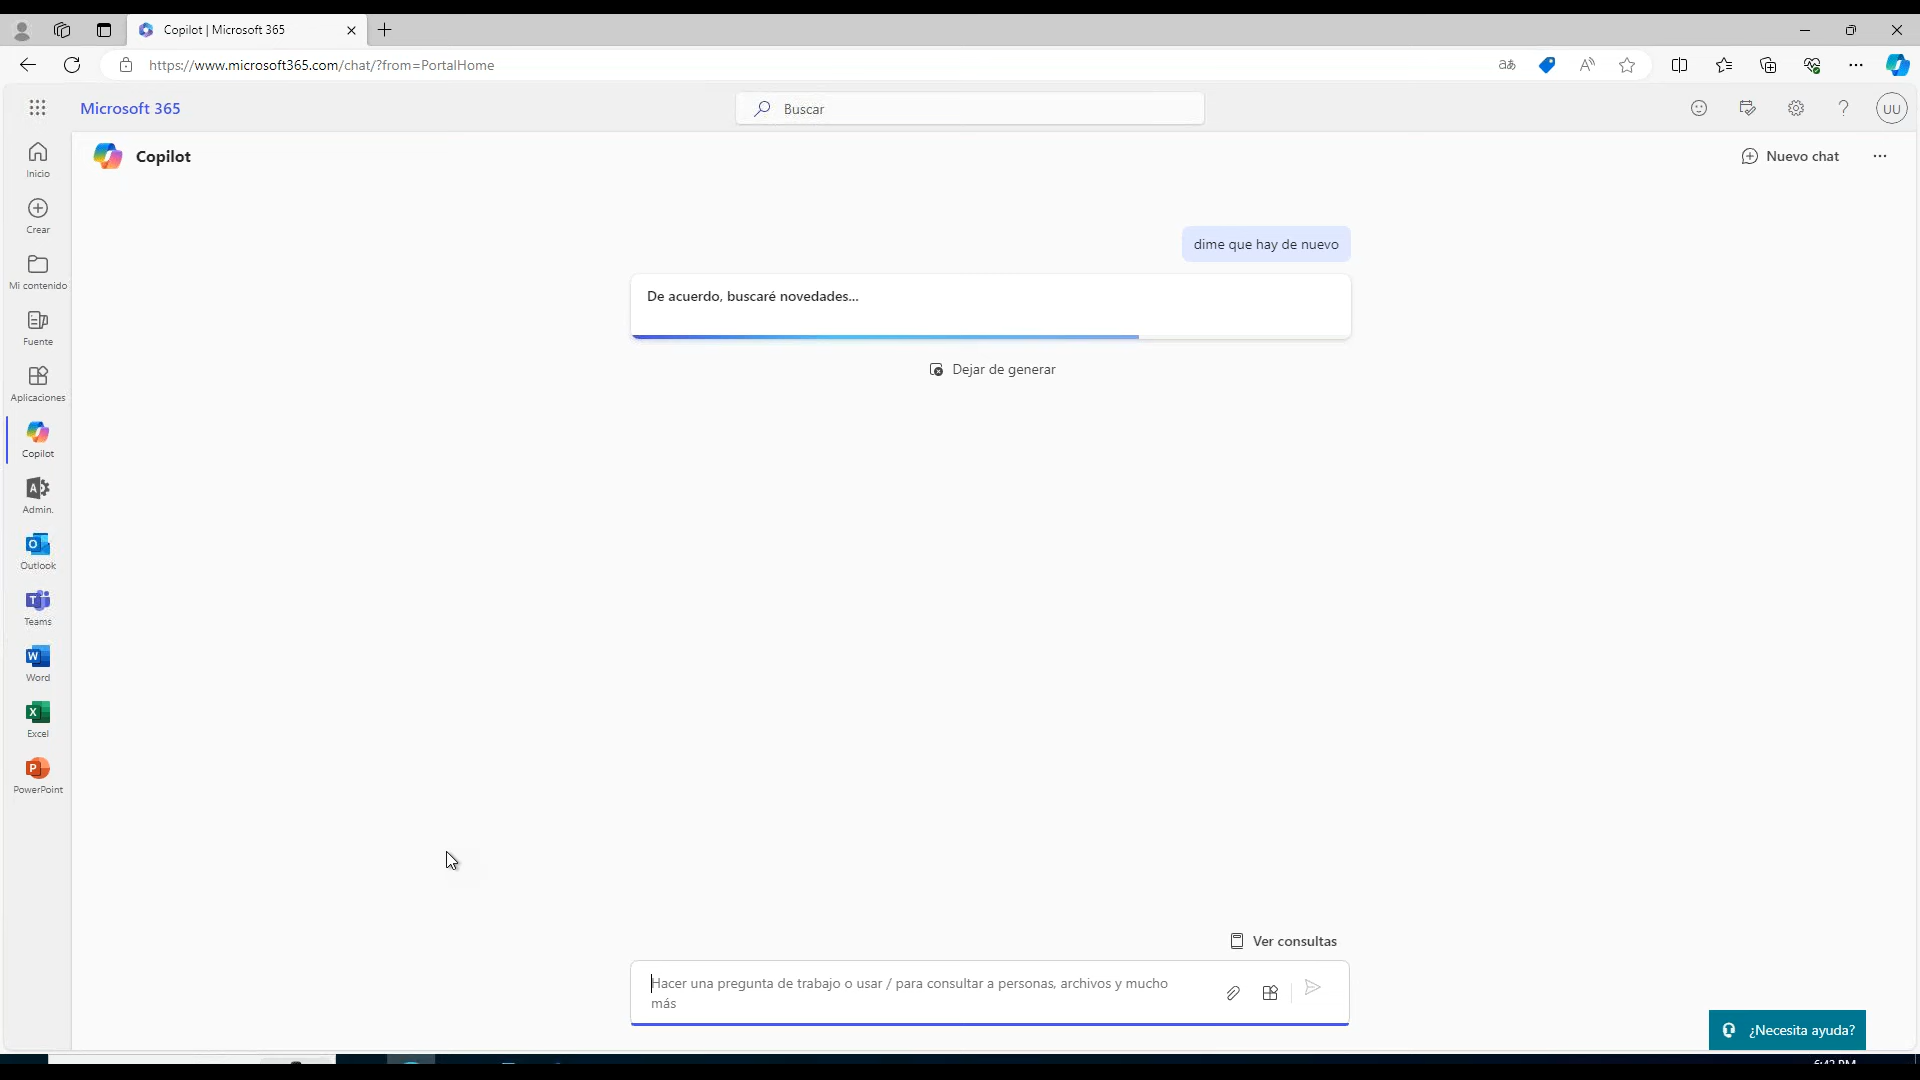 Copilot | Microsoft 365
https://www.microsoft365.com/chat/?from=PortalHome
Microsoft 365
Buscar
UU
Inicio
Crear
Mi contenido
Fuente
Aplicaciones
Copilot
Admin.
Outlook
Teams
Word
Excel
PowerPoint
Copilot
Nuevo chat
dime que hay de nuevo
De acuerdo, buscaré novedades...
Dejar de generar
Ver consultas
Hacer una pregunta de trabajo o usar / para consultar a personas, archivos y mucho
más
¿Necesita ayuda?